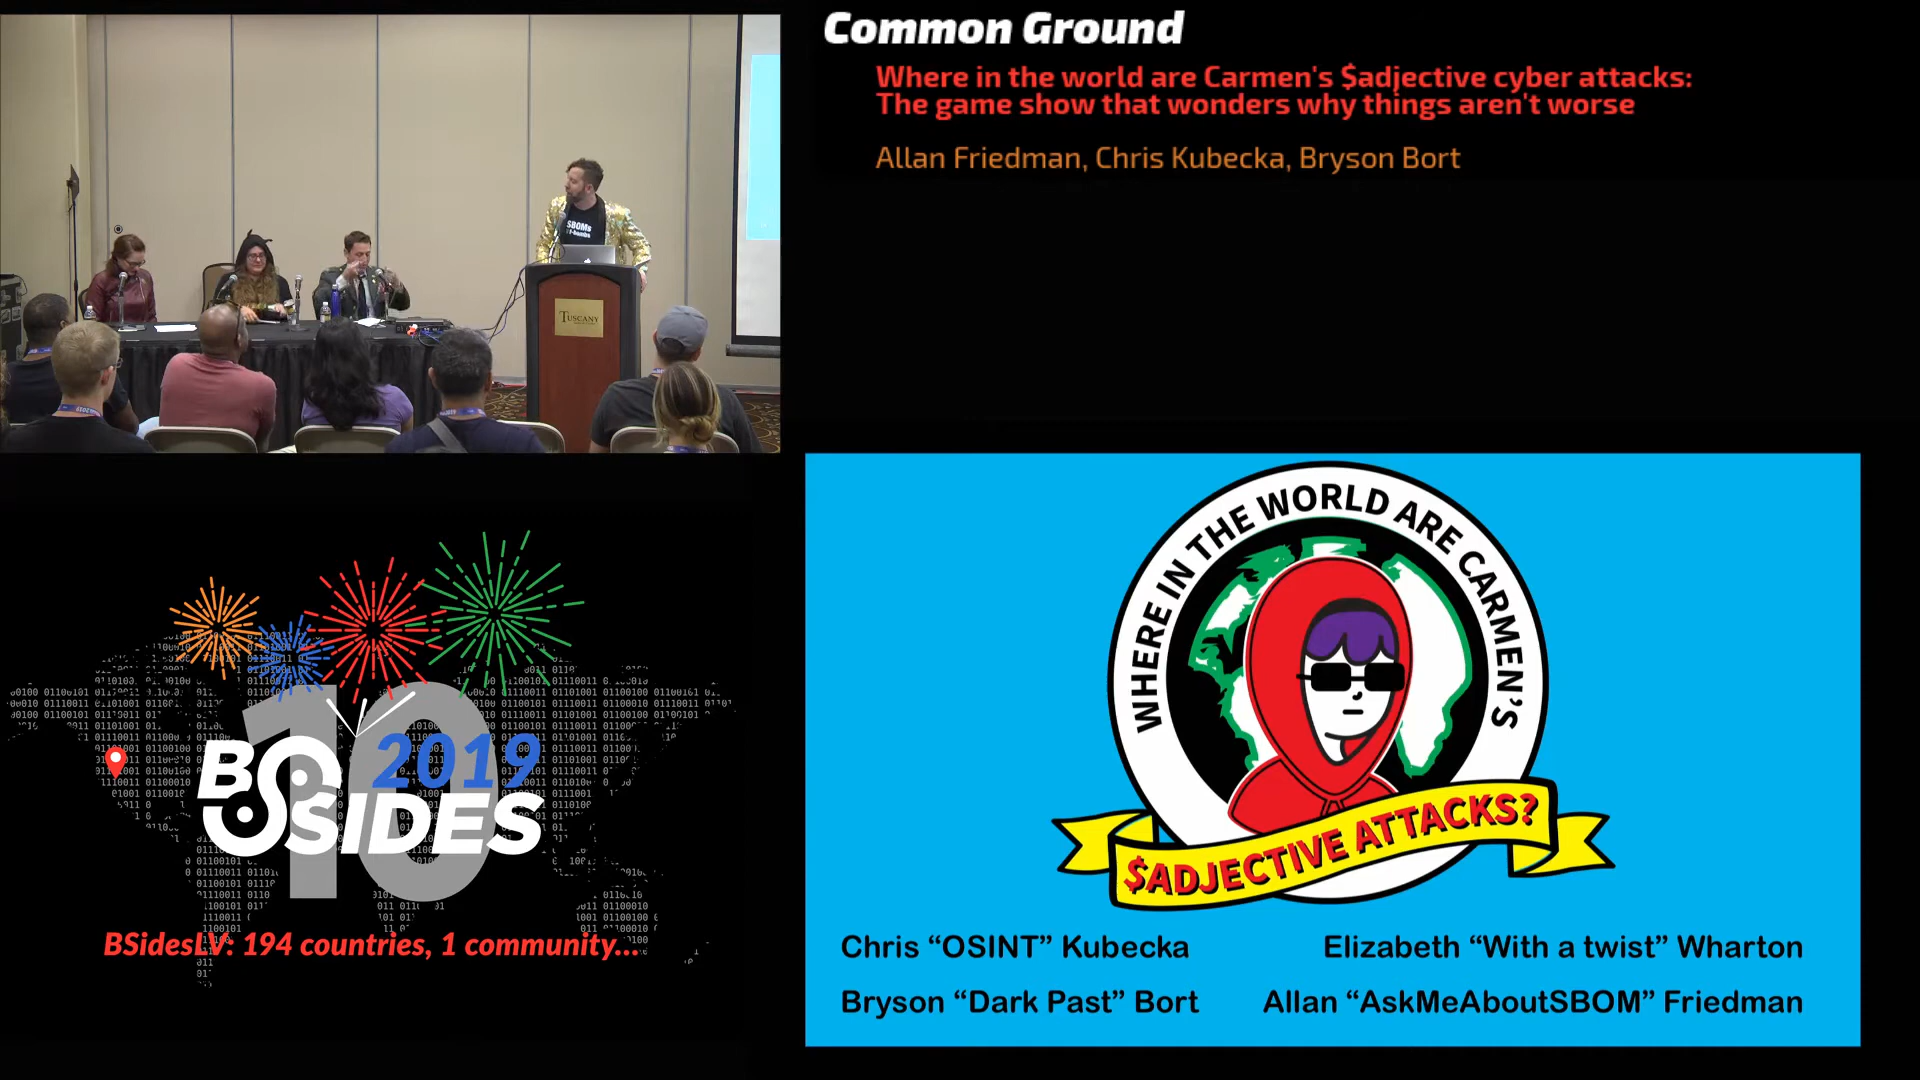 Common Ground
Where in the world are Carmen's $adjective cyber attacks:
The game show that wonders why things aren't worse
Allan Friedman, Chris Kubecka, Bryson Bort
SBOMs
TUSCANY
WHERE IN THE WORLD ARE CARMEN'S
$ADJECTIVE ATTACKS?
Chris “OSINT” Kubecka
Elizabeth “With a twist” Wharton
Bryson “Dark Past” Bort
Allan “AskMeAboutSBOM” Friedman
10
2019
BSIDES
BSidesLV: 194 countries, 1 community...